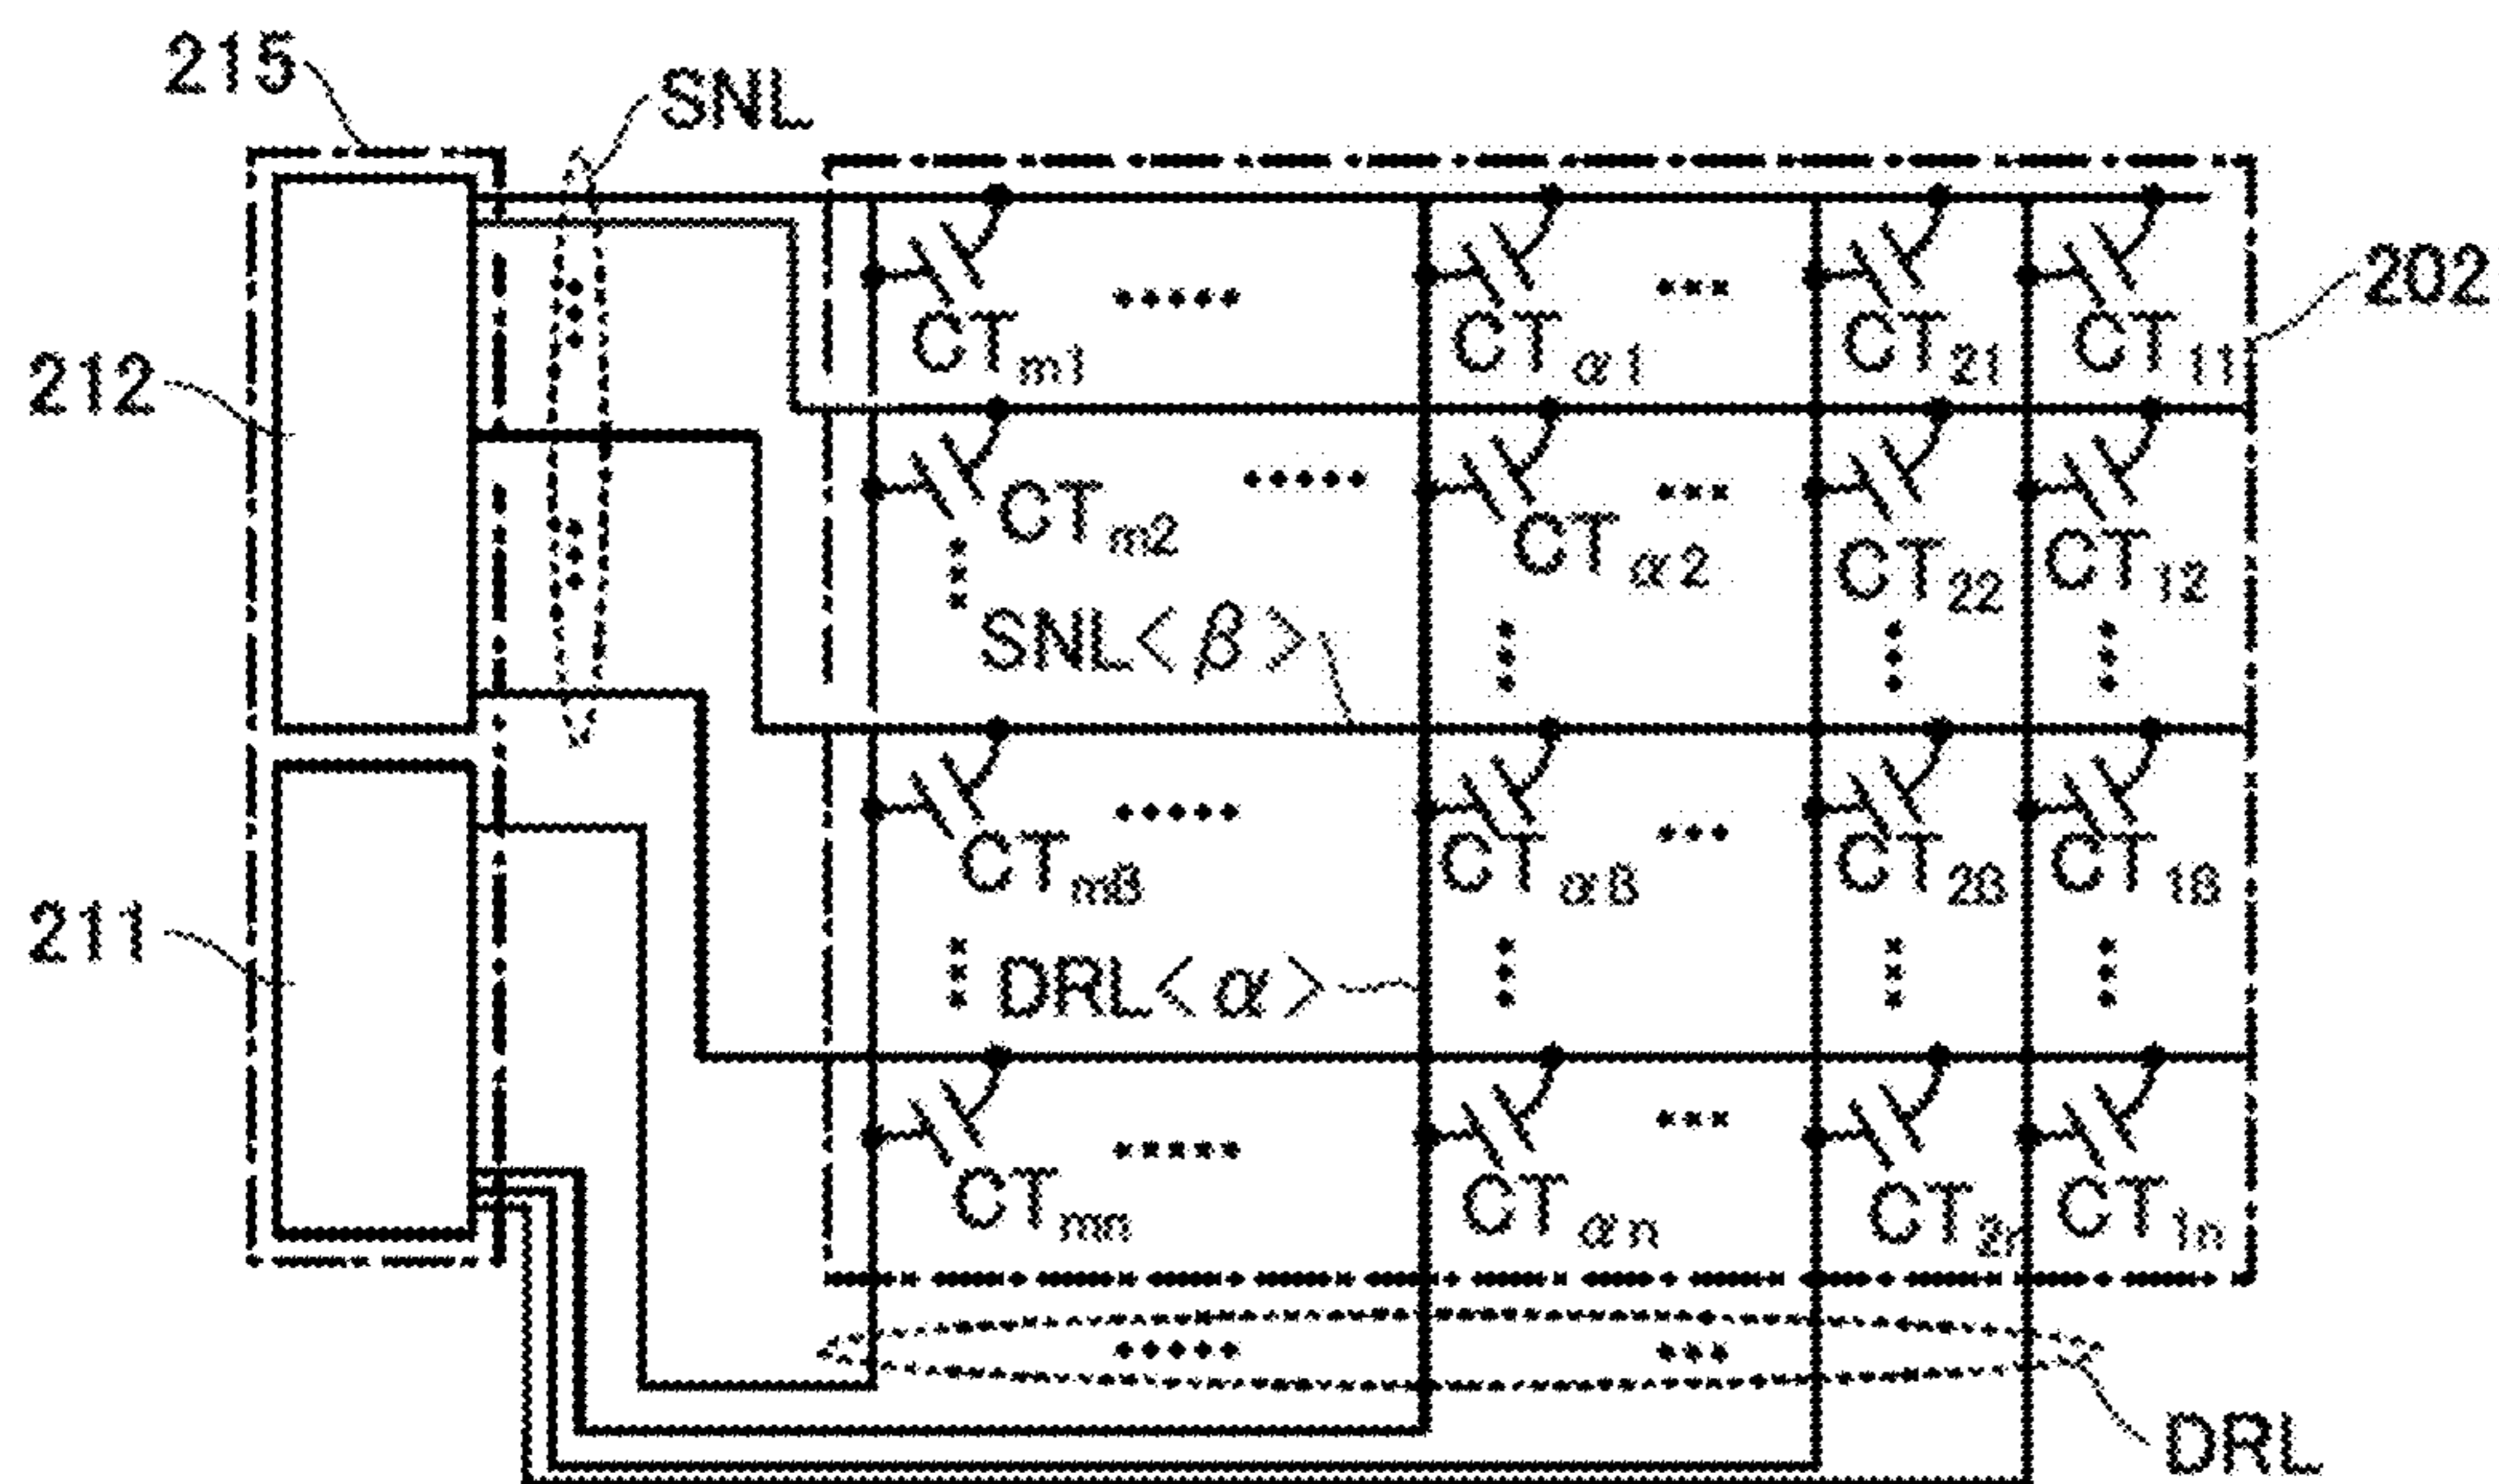 215
SNL
202
212
CTm1 CTα1 CT21 CT11
CTm2 CTα2 CT22 CT12
SNL<β>
CTmβ CTαβ CT2β CT1β
211
DRL<α>
CTmn CTαn CT2n CT1n
DRL